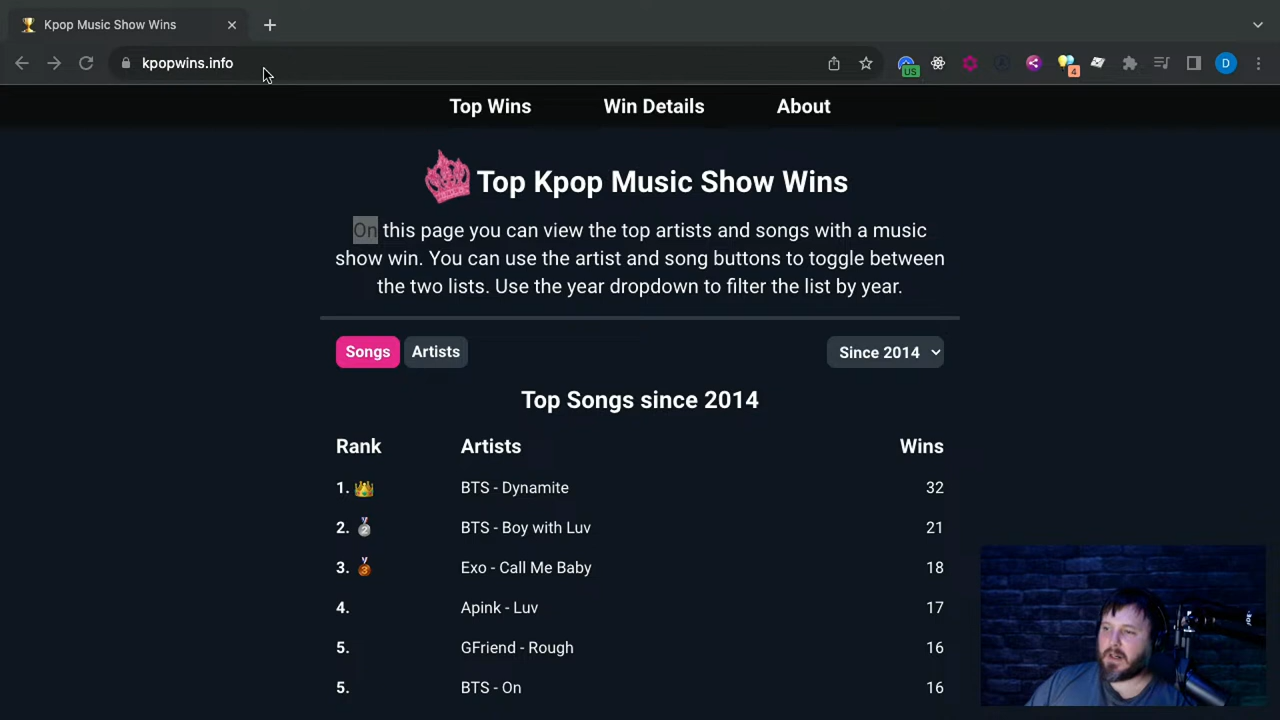 Kpop Music Show Wins
kpopwins.info
US
4
D
Top Wins Win Details About
Top Kpop Music Show Wins
On this page you can view the top artists and songs with a music
show win. You can use the artist and song buttons to toggle between
the two lists. Use the year dropdown to filter the list by year.
Songs Artists Since 2014
Top Songs since 2014
Rank Artists Wins
1. BTS - Dynamite 32
2. 2 BTS - Boy with Luv 21
3. 3 Exo - Call Me Baby 18
4. Apink - Luv 17
5. GFriend - Rough 16
5. BTS - On 16